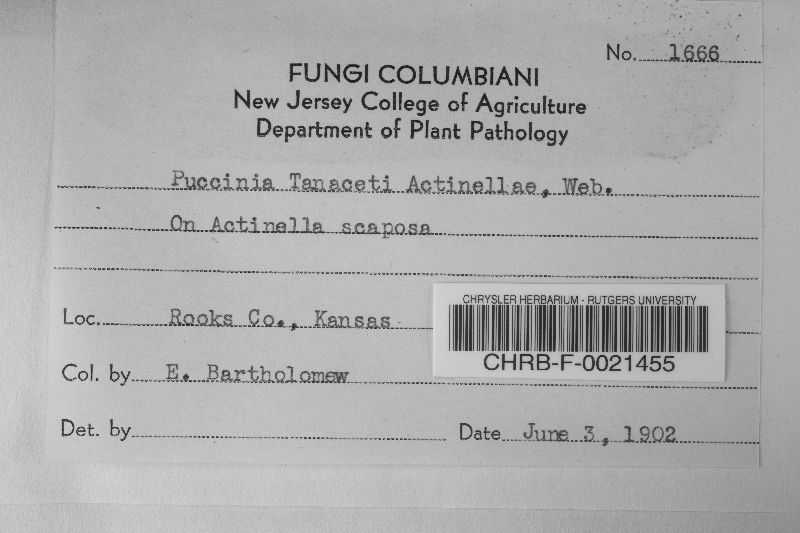 No. 1666
FUNGI COLUMBIANI
New Jersey College of Agriculture
Department of Plant Pathology
Puccinia Tanaceti Actinellae, Web.
On Actinella scaposa
Loc. Rooks Co., Kansas
CHRYSLER HERBARIUM - RUTGERS UNIVERSITY
CHRB-F-0021455
Col. by E. Bartholomew
Det. by
Date June 3, 1902